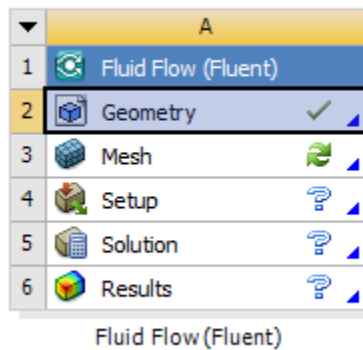 A
1 Fluid Flow (Fluent)
2 Geometry
3 Mesh
4 Setup
5 Solution
6 Results
Fluid Flow (Fluent)